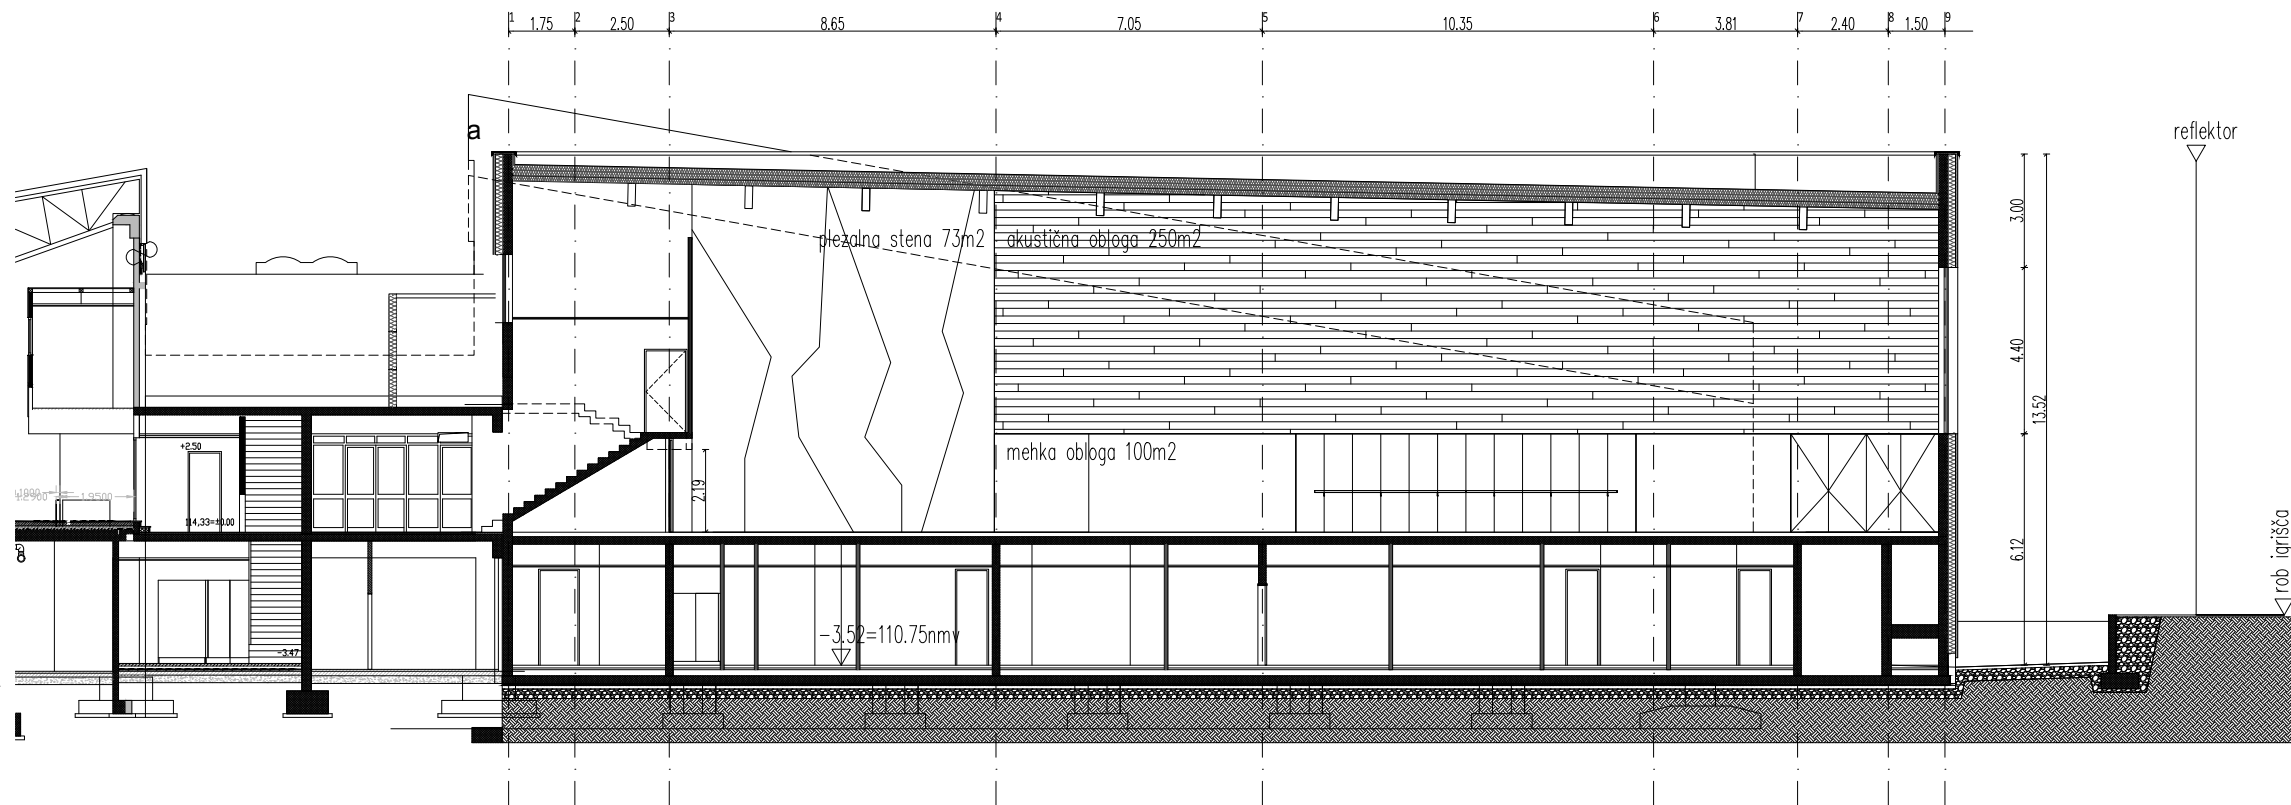 1 2 3 4 5 6 7 8 9
1.75 2.50 8.65 7.05 10.35 3.81 2.40 1.50
a
reflektor
plezalna stena 73m2
akustična obloga 250m2
3.00
4.40
13.52
6.12
mehka obloga 100m2
+2.50
2.19
1.9500
114,33=±0.00
-3.47
-3.52=110.75nmv
rob igrišča